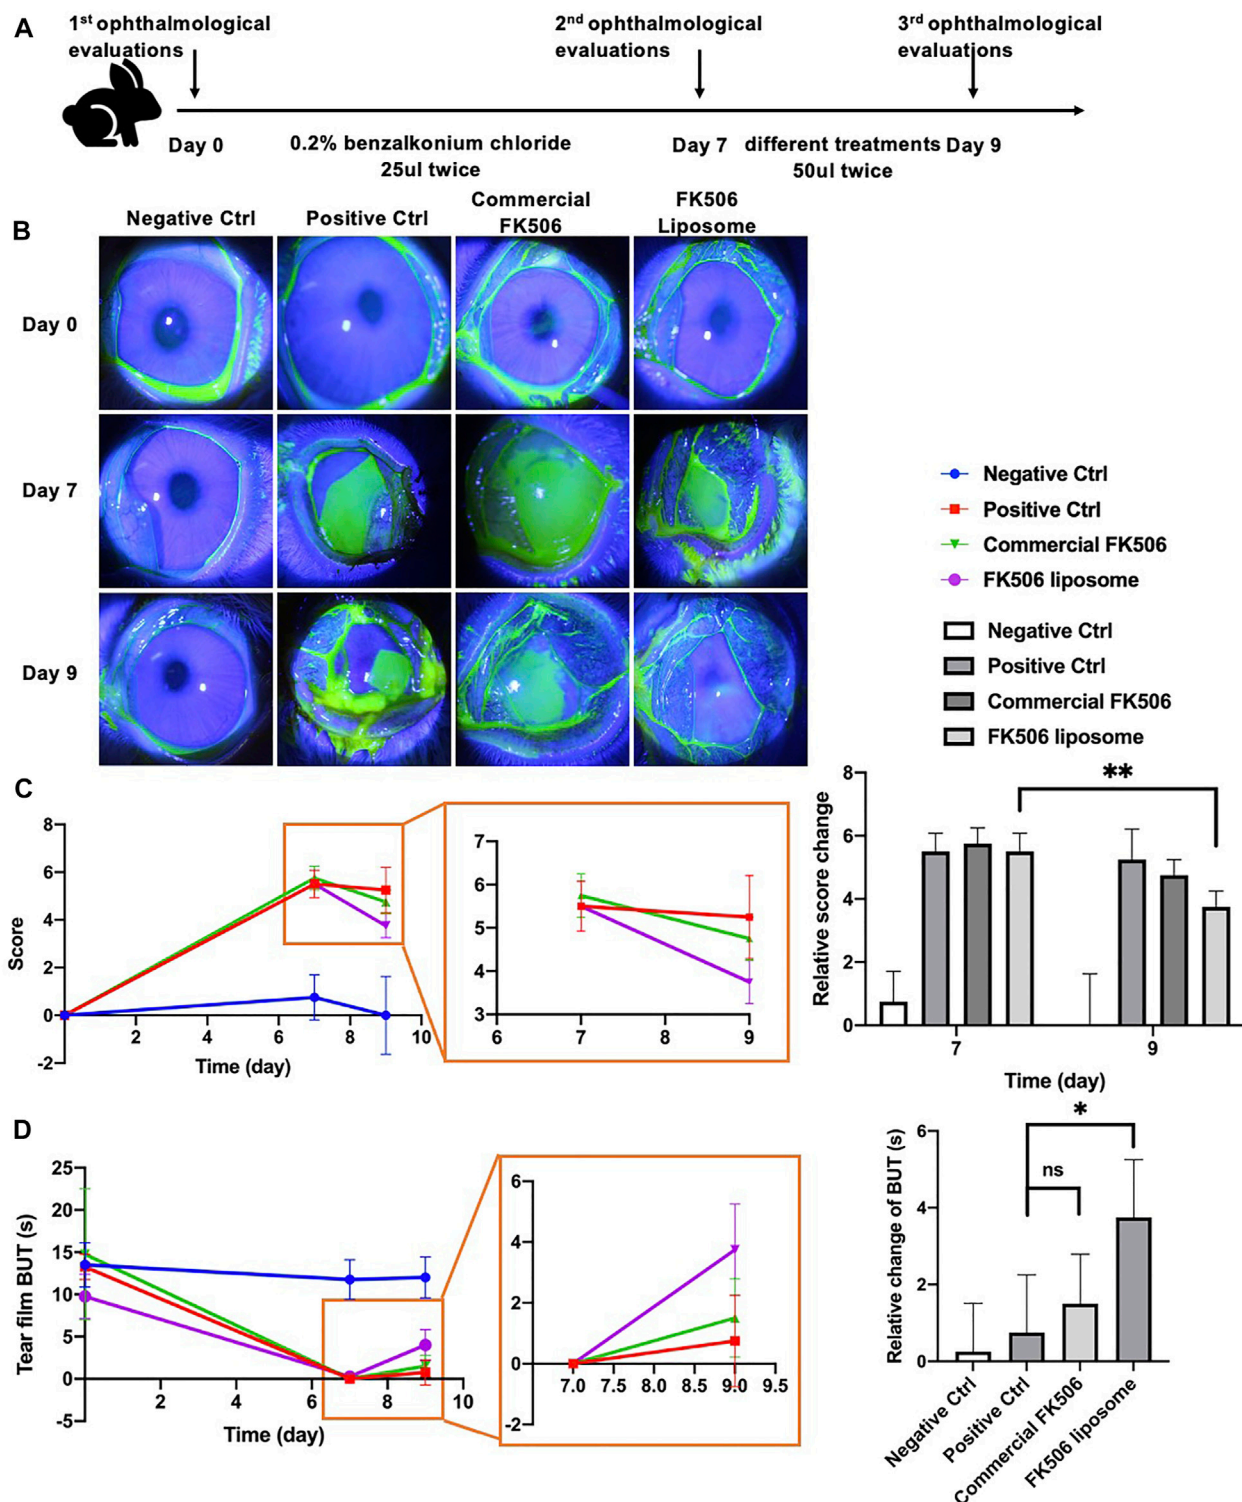 A
1st ophthalmological
evaluations
2nd ophthalmological
evaluations
3rd ophthalmological
evaluations
Day 0
0.2% benzalkonium chloride
25ul twice
Day 7
different treatments
50ul twice
Day 9
B
Negative Ctrl
Positive Ctrl
Commercial
FK506
FK506
Liposome
Day 0
Day 7
Day 9
Negative Ctrl
Positive Ctrl
Commercial FK506
FK506 liposome
Negative Ctrl
Positive Ctrl
Commercial FK506
FK506 liposome
C
Score
8
6
4
2
0
-2
2 4 6 8 10
Time (day)
7
6
5
4
3
6 7 8 9
Relative score change
8
6
4
2
0
**
7 9
Time (day)
D
Tear film BUT (s)
25
20
15
10
5
0
-5
2 4 6 8 10
Time (day)
6
4
2
0
-2
7.0 7.5 8.0 8.5 9.0 9.5
Relative change of BUT (s)
6
4
2
0
*
ns
Negative Ctrl
Positive Ctrl
Commercial FK506
FK506 liposome